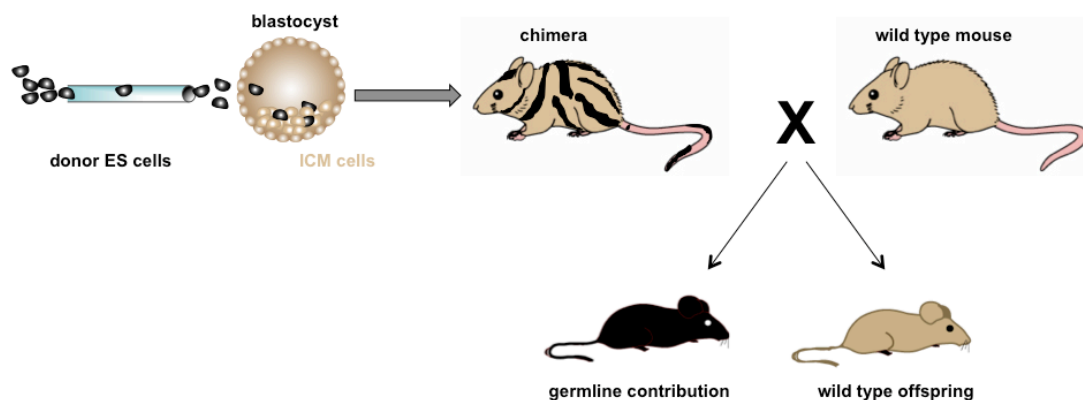 blastocyst
chimera
wild type mouse
donor ES cells
ICM cells
X
germline contribution
wild type offspring